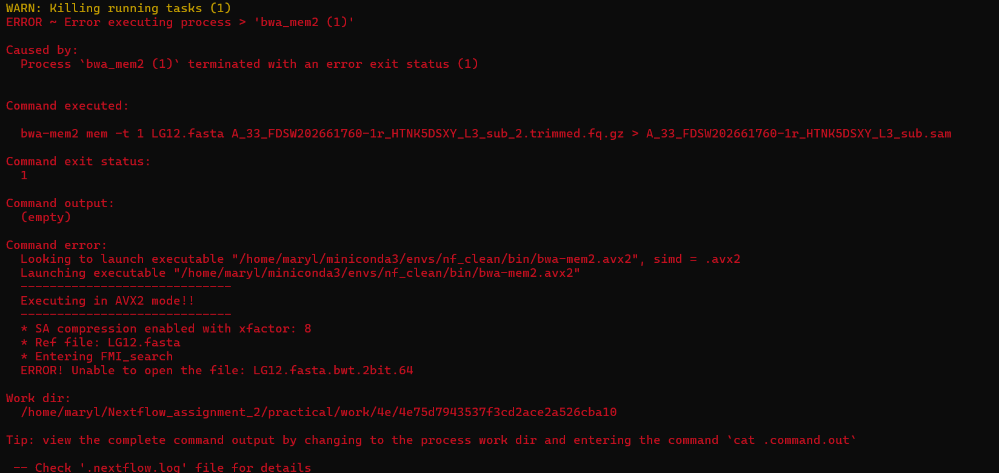 WARN: Killing running tasks (1)
ERROR ~ Error executing process > 'bwa_mem2 (1)'
Caused by:
Process `bwa_mem2 (1)` terminated with an error exit status (1)
Command executed:
bwa-mem2 mem -t 1 LG12.fasta A_33_FDSW202661760-1r_HTNK5DSXY_L3_sub_2.trimmed.fq.gz > A_33_FDSW202661760-1r_HTNK5DSXY_L3_sub.sam
Command exit status:
1
Command output:
(empty)
Command error:
Looking to launch executable "/home/maryl/miniconda3/envs/nf_clean/bin/bwa-mem2.avx2", simd = .avx2
Launching executable "/home/maryl/miniconda3/envs/nf_clean/bin/bwa-mem2.avx2"
-----------------------------
Executing in AVX2 mode!!
-----------------------------
* SA compression enabled with xfactor: 8
* Ref file: LG12.fasta
* Entering FMI_search
ERROR! Unable to open the file: LG12.fasta.bwt.2bit.64
Work dir:
/home/maryl/Nextflow_assignment_2/practical/work/4e/4e75d7943537f3cd2ace2a526cba10
Tip: view the complete command output by changing to the process work dir and entering the command `cat .command.out`
-- Check '.nextflow.log' file for details